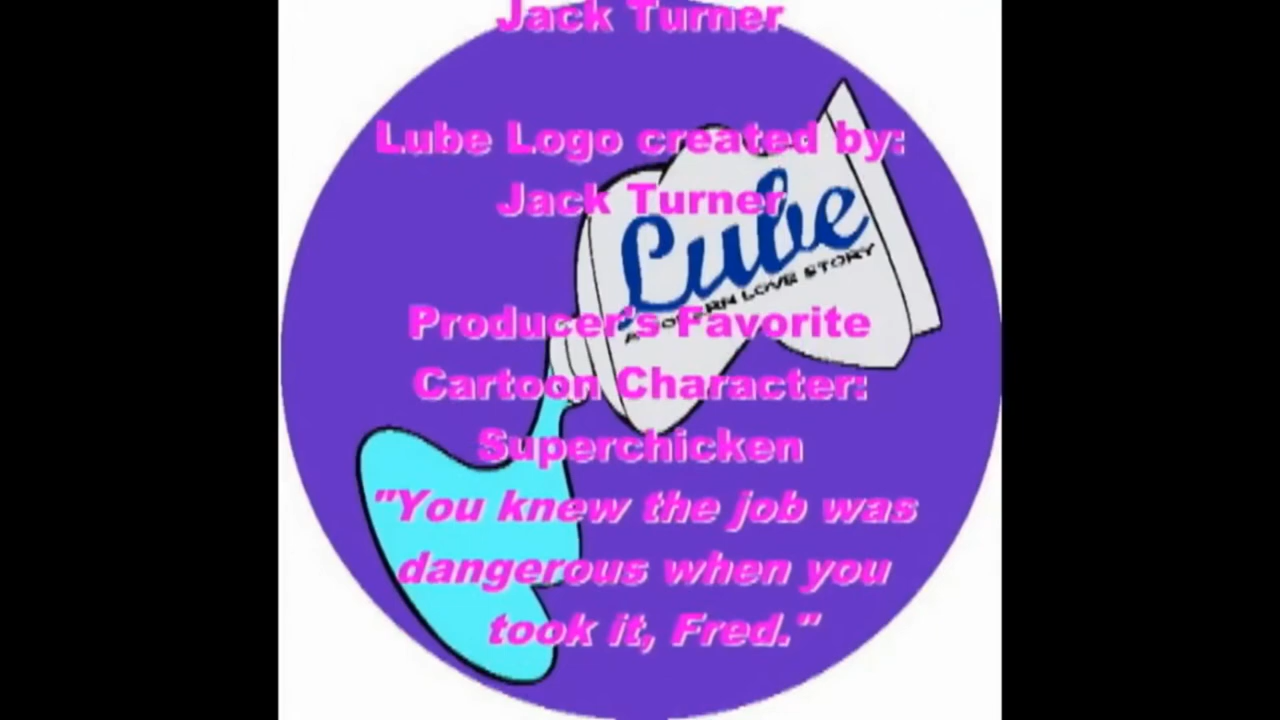 Jack Turner
Lube Logo created by:
Jack Turner
Lube
A MODERN LOVE STORY
Producer's Favorite
Cartoon Character:
Superchicken
"You knew the job was
dangerous when you
took it, Fred."